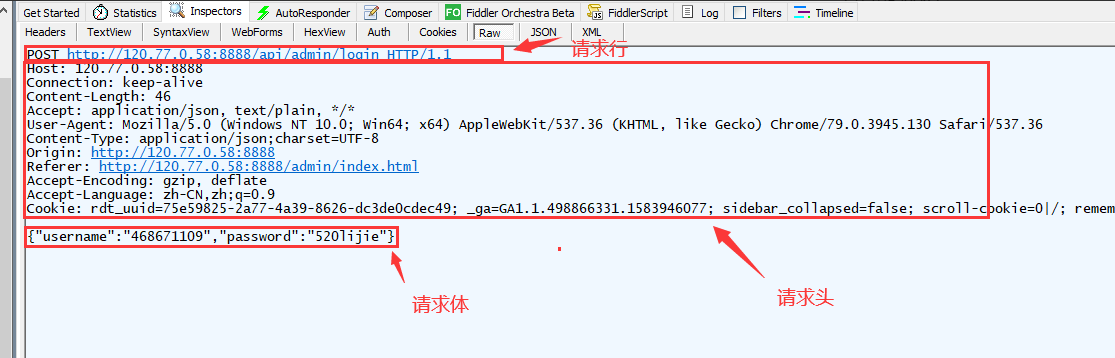 Get Started Statistics Inspectors AutoResponder Composer FO Fiddler Orchestra Beta FiddlerScript Log Filters Timeline
Headers TextView SyntaxView WebForms HexView Auth Cookies Raw JSON XML
POST http://120.77.0.58:8888/api/admin/login HTTP/1.1
请求行
Host: 120.77.0.58:8888
Connection: keep-alive
Content-Length: 46
Accept: application/json, text/plain, */*
User-Agent: Mozilla/5.0 (Windows NT 10.0; Win64; x64) AppleWebKit/537.36 (KHTML, like Gecko) Chrome/79.0.3945.130 Safari/537.36
Content-Type: application/json;charset=UTF-8
Origin: http://120.77.0.58:8888
Referer: http://120.77.0.58:8888/admin/index.html
Accept-Encoding: gzip, deflate
Accept-Language: zh-CN,zh;q=0.9
Cookie: rdt_uuid=75e59825-2a77-4a39-8626-dc3de0cdec49; _ga=GA1.1.498866331.1583946077; sidebar_collapsed=false; scroll-cookie=0|/; remem
{"username":"468671109","password":"520lijie"}
请求头
请求体